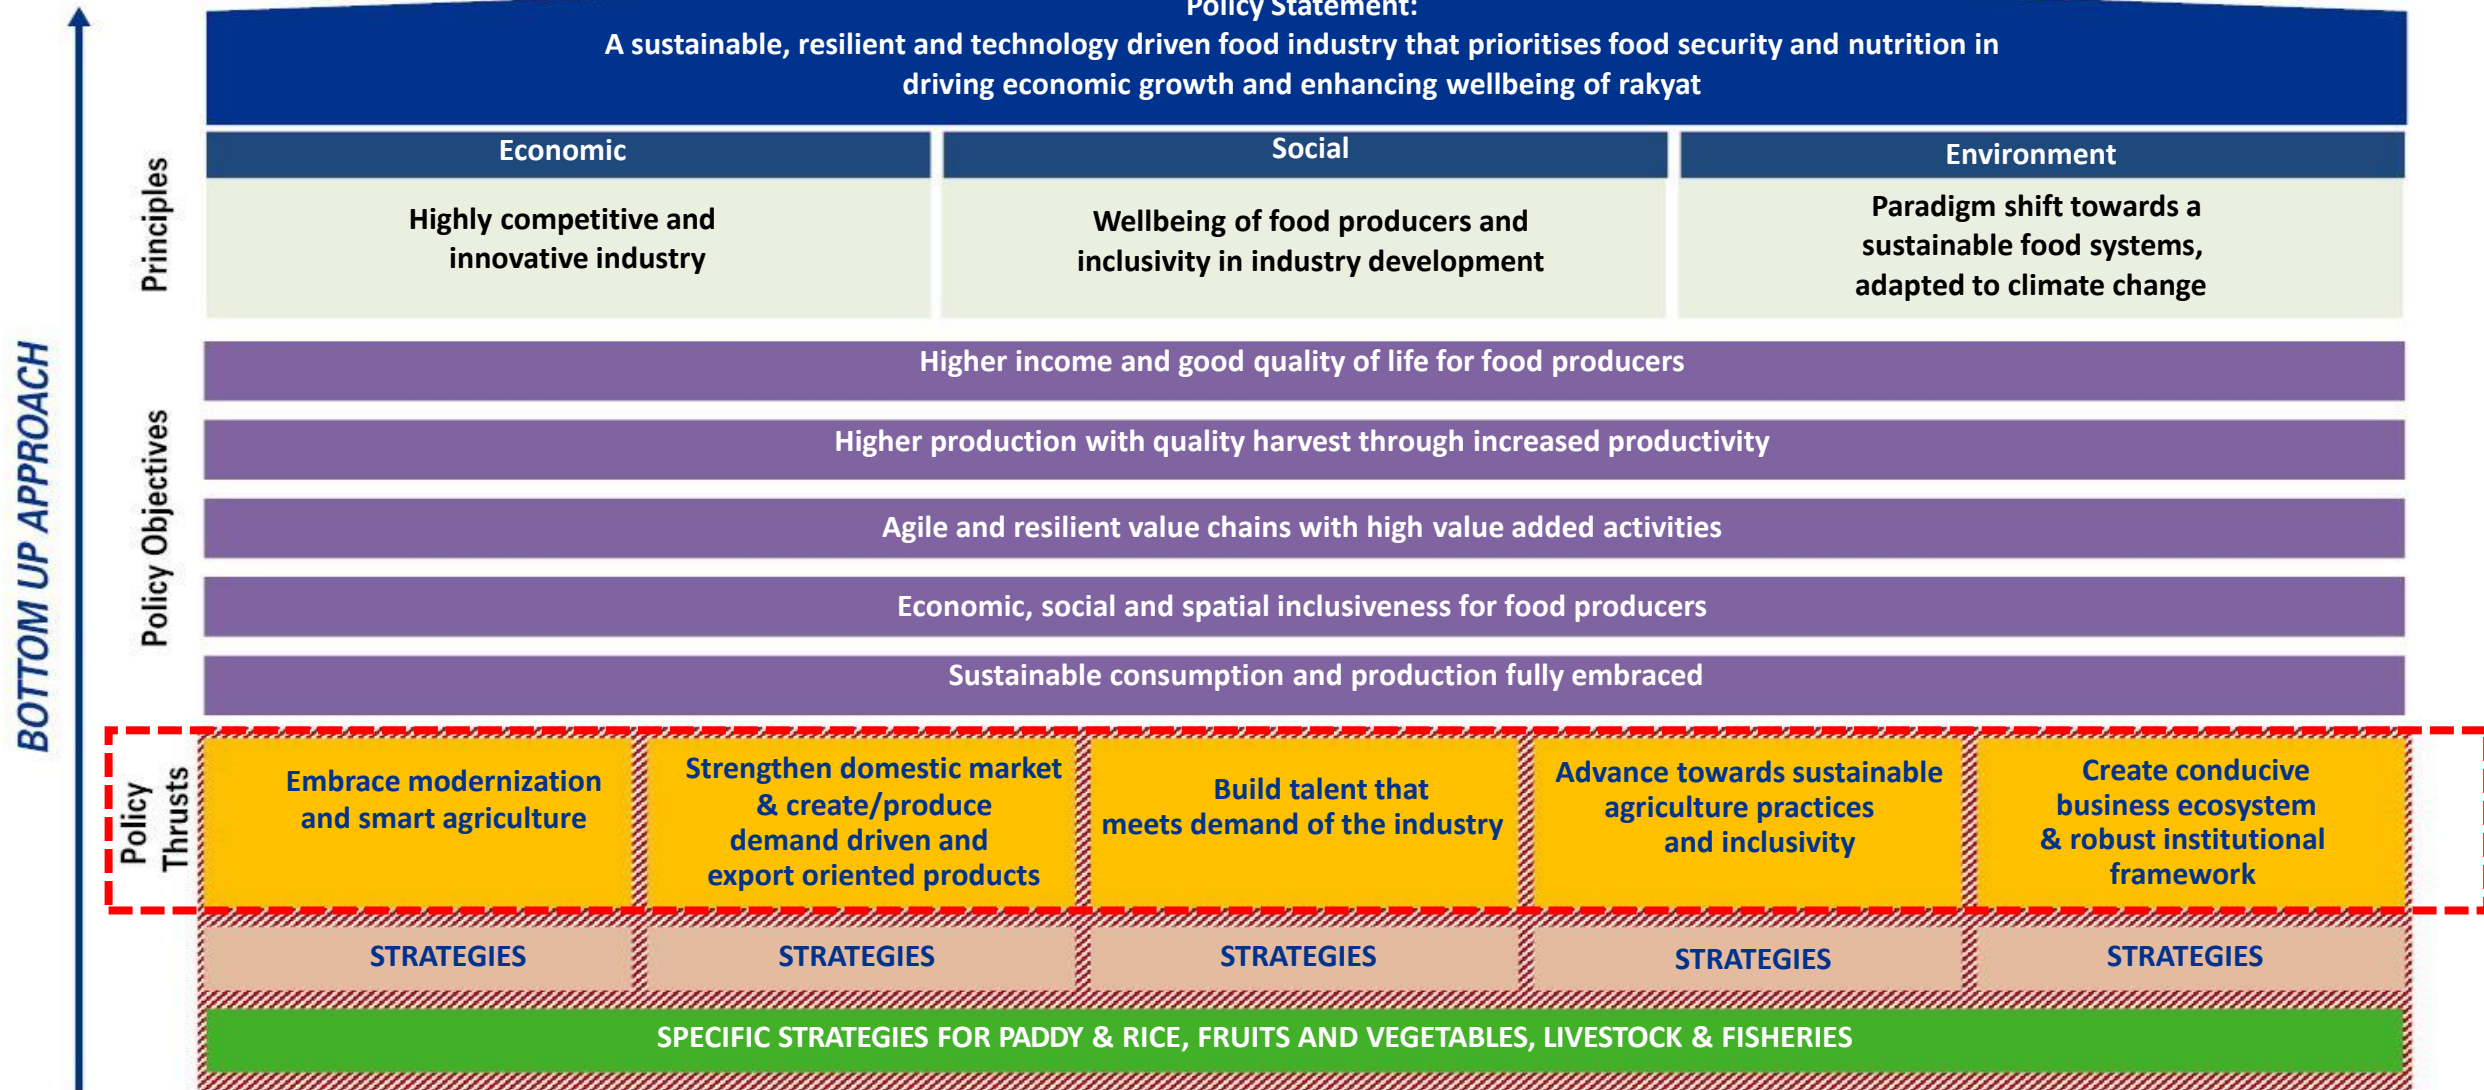 Policy Statement:
A sustainable, resilient and technology driven food industry that prioritises food security and nutrition in
driving economic growth and enhancing wellbeing of rakyat
BOTTOM UP APPROACH
Principles
Economic
Highly competitive and
innovative industry
Social
Wellbeing of food producers and
inclusivity in industry development
Environment
Paradigm shift towards a
sustainable food systems,
adapted to climate change
Policy Objectives
Higher income and good quality of life for food producers
Higher production with quality harvest through increased productivity
Agile and resilient value chains with high value added activities
Economic, social and spatial inclusiveness for food producers
Sustainable consumption and production fully embraced
Policy
Thrusts
Embrace modernization
and smart agriculture
Strengthen domestic market
& create/produce
demand driven and
export oriented products
Build talent that
meets demand of the industry
Advance towards sustainable
agriculture practices
and inclusivity
Create conducive
business ecosystem
& robust institutional
framework
STRATEGIES
STRATEGIES
STRATEGIES
STRATEGIES
STRATEGIES
SPECIFIC STRATEGIES FOR PADDY & RICE, FRUITS AND VEGETABLES, LIVESTOCK & FISHERIES